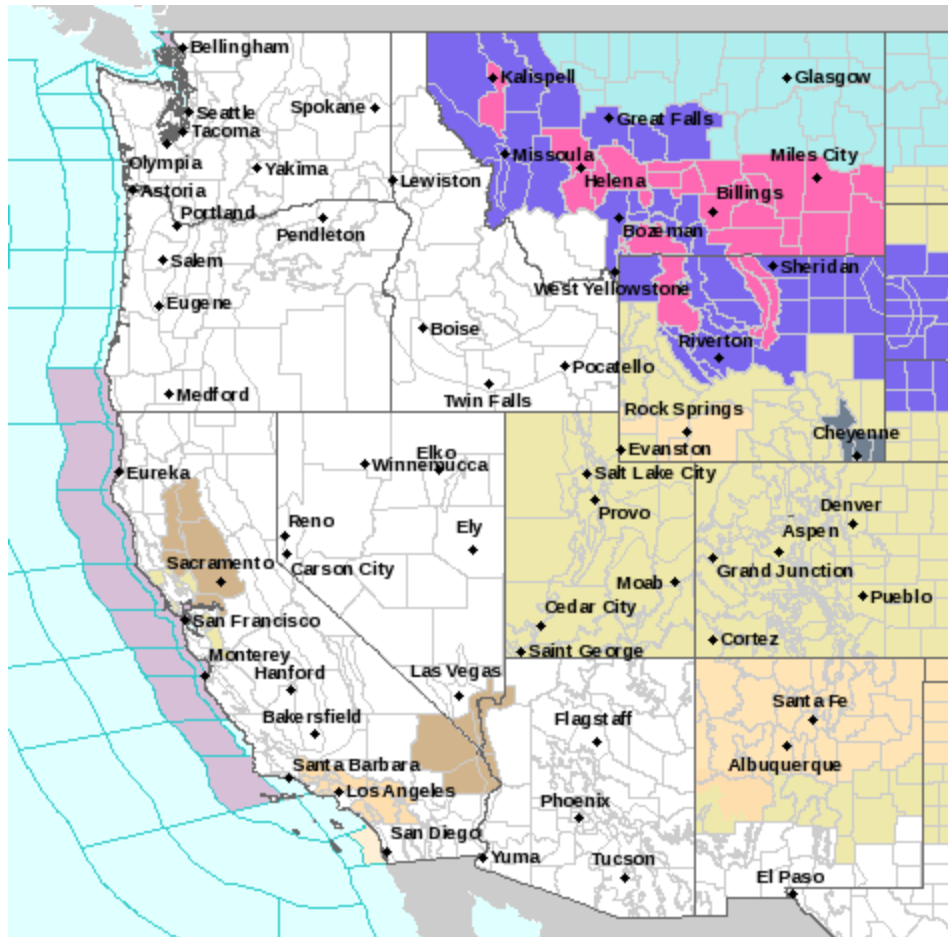 Bellingham
Kalispell
Glasgow
Seattle
Spokane
Great Falls
Tacoma
Olympia
Missoula
Miles City
Yakima
Lewiston
Helena
Astoria
Billings
Portland
Pendleton
Bozeman
Salem
Sheridan
West Yellowstone
Eugene
Boise
Riverton
Pocatello
Medford
Twin Falls
Rock Springs
Cheyenne
Evanston
Elko
Winnemucca
Eureka
Salt Lake City
Provo
Denver
Reno
Ely
Aspen
Sacramento
Carson City
Grand Junction
Moab
Pueblo
Cedar City
San Francisco
Cortez
Saint George
Monterey
Hanford
Las Vegas
Santa Fe
Bakersfield
Flagstaff
Albuquerque
Santa Barbara
Los Angeles
Phoenix
San Diego
Yuma
Tucson
El Paso